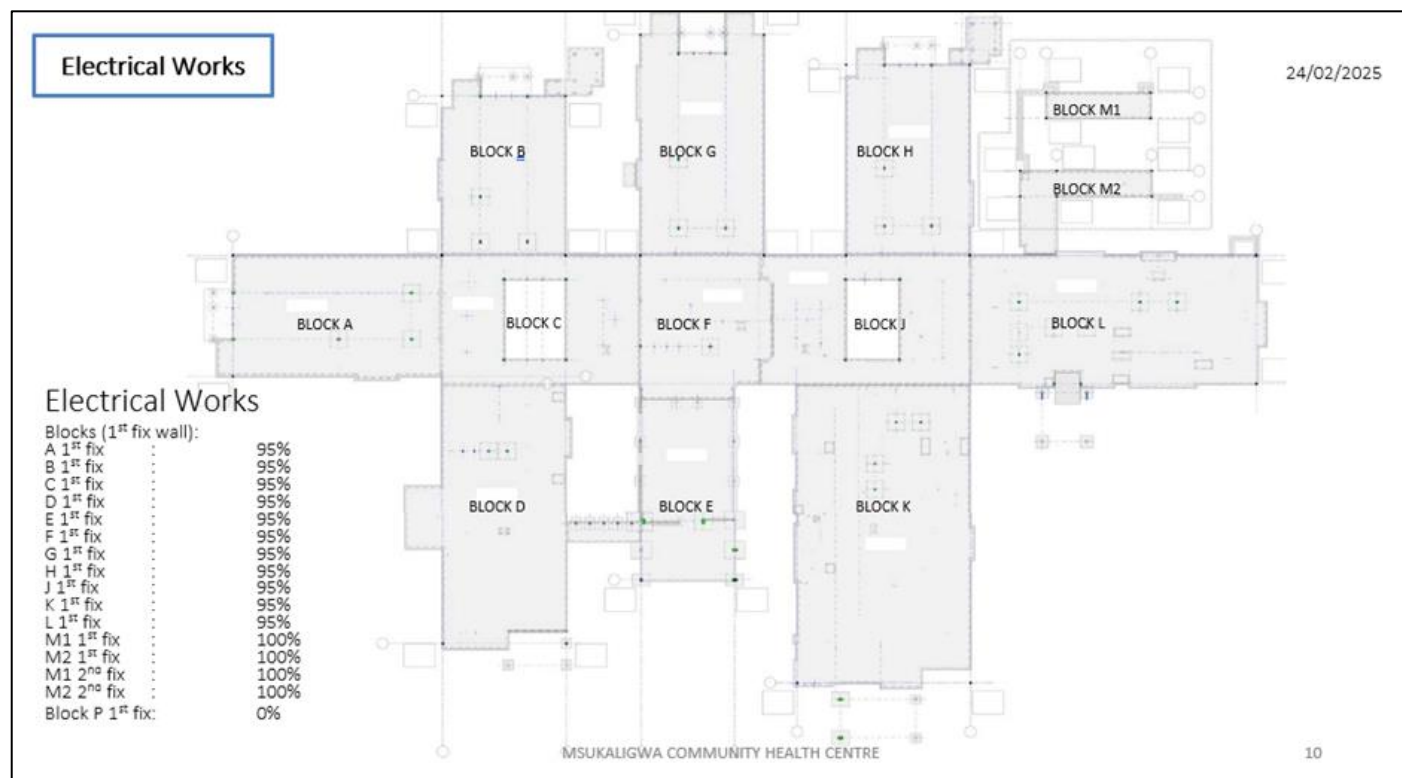 Electrical Works
24/02/2025
BLOCK M1
BLOCK B
BLOCK G
BLOCK H
BLOCK M2
BLOCK A
BLOCK C
BLOCK F
BLOCK J
BLOCK L
Electrical Works
Blocks (1st fix wall):
A 1st fix : 95%
B 1st fix : 95%
C 1st fix : 95%
D 1st fix : 95%
E 1st fix : 95%
F 1st fix : 95%
G 1st fix : 95%
H 1st fix : 95%
J 1st fix : 95%
K 1st fix : 95%
L 1st fix : 95%
M1 1st fix : 100%
M2 1st fix : 100%
M1 2nd fix : 100%
M2 2nd fix : 100%
Block P 1st fix: 0%
BLOCK D
BLOCK E
BLOCK K
MSUKALIGWA COMMUNITY HEALTH CENTRE
10